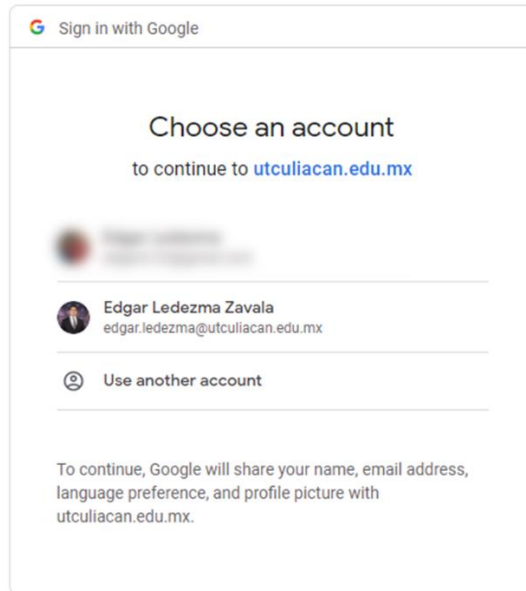 Sign in with Google
Choose an account
to continue to utculiacan.edu.mx
Edgar Ledezma Zavala
edgar.ledezma@utculiacan.edu.mx
Use another account
To continue, Google will share your name, email address,
language preference, and profile picture with
utculiacan.edu.mx.